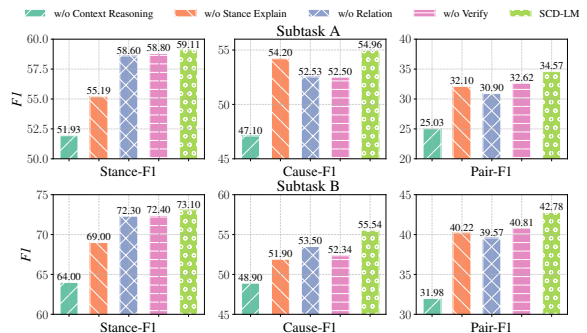 w/o Context Reasoning w/o Stance Explain w/o Relation w/o Verify SCD-LM
Subtask A
F1
60.0
57.5
55.0
52.5
50.0
51.93 55.19 58.60 58.80 59.11
Stance-F1
55
50
45
47.10 54.20 52.53 52.50 54.96
Cause-F1
40
35
30
25
20
25.03 32.10 30.90 32.62 34.57
Pair-F1
Subtask B
F1
75
70
65
60
64.00 69.00 72.30 72.40 73.10
Stance-F1
60
55
50
45
48.90 51.90 53.50 52.34 55.54
Cause-F1
45
40
35
30
31.98 40.22 39.57 40.81 42.78
Pair-F1